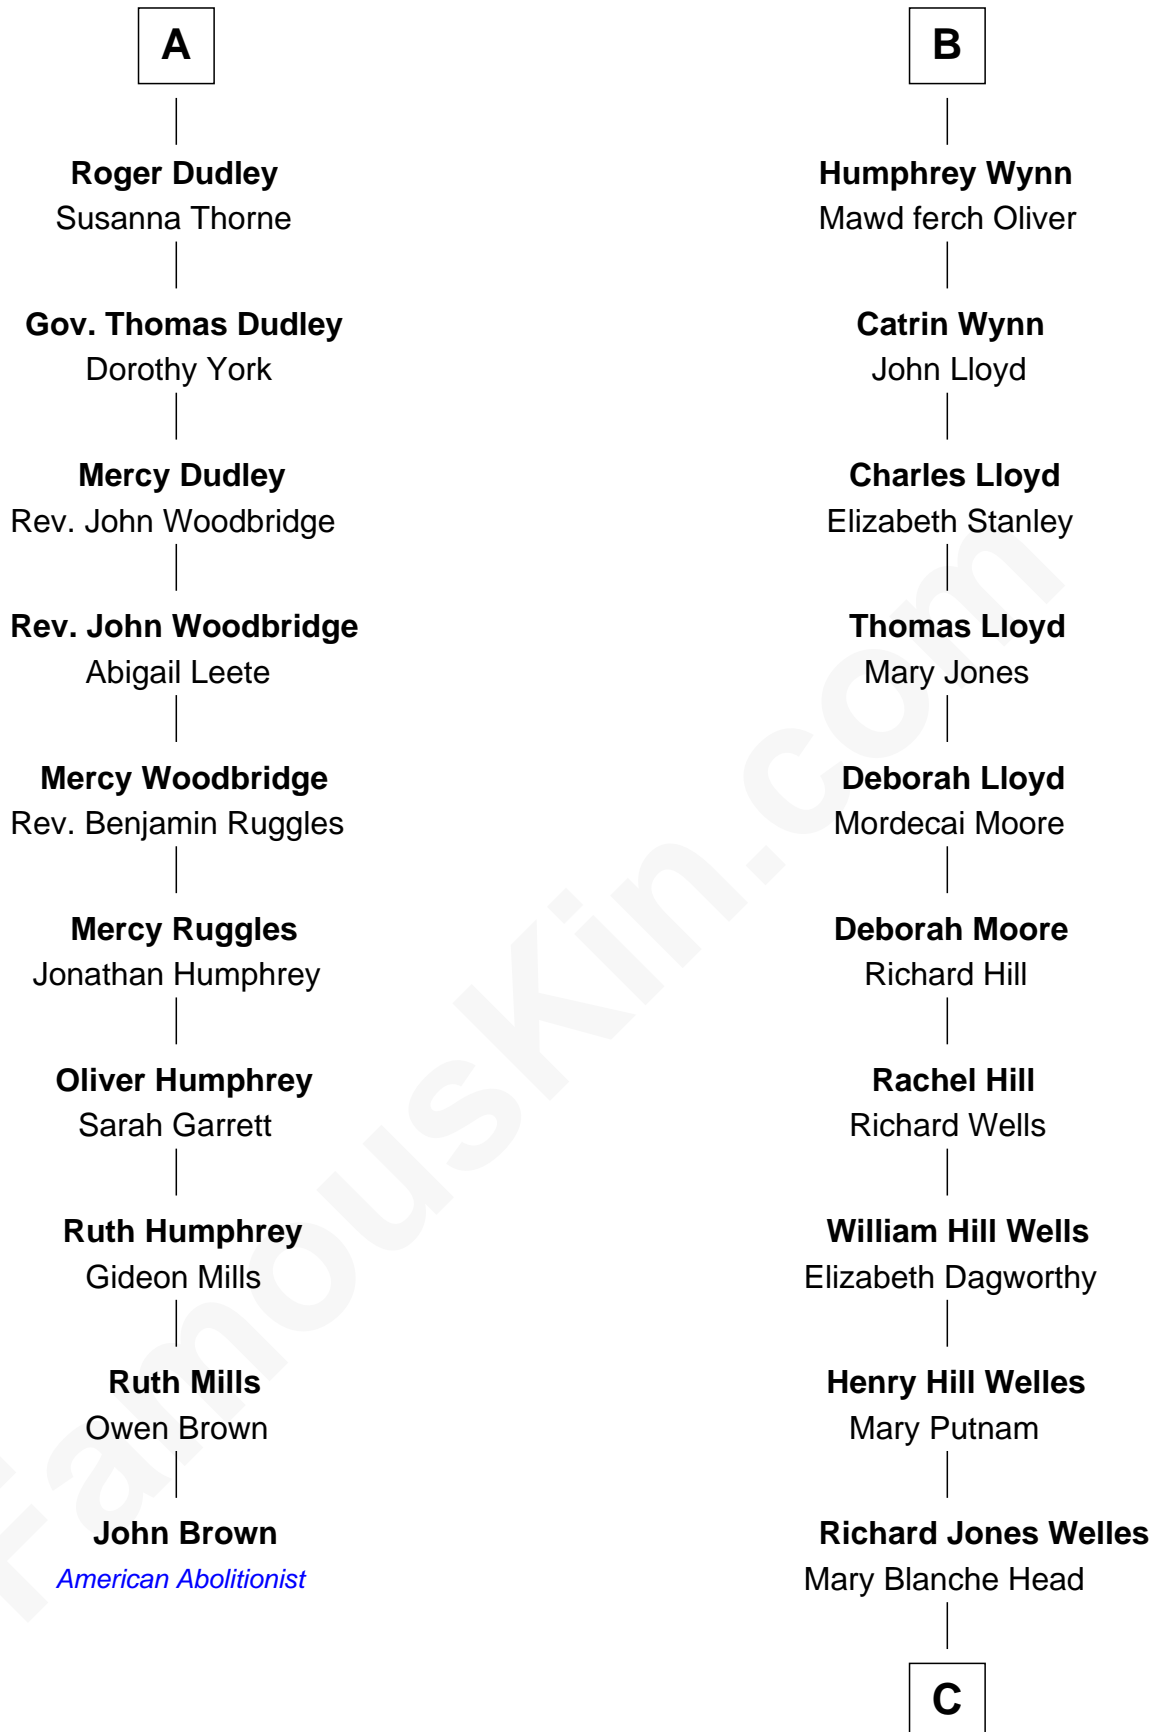 A
Roger Dudley
Susanna Thorne
Gov. Thomas Dudley
Dorothy York
Mercy Dudley
Rev. John Woodbridge
Rev. John Woodbridge
Abigail Leete
Mercy Woodbridge
Rev. Benjamin Ruggles
Mercy Ruggles
Jonathan Humphrey
Oliver Humphrey
Sarah Garrett
Ruth Humphrey
Gideon Mills
Ruth Mills
Owen Brown
John Brown
American Abolitionist
B
Humphrey Wynn
Mawd ferch Oliver
Catrin Wynn
John Lloyd
Charles Lloyd
Elizabeth Stanley
Thomas Lloyd
Mary Jones
Deborah Lloyd
Mordecai Moore
Deborah Moore
Richard Hill
Rachel Hill
Richard Wells
William Hill Wells
Elizabeth Dagworthy
Henry Hill Welles
Mary Putnam
Richard Jones Welles
Mary Blanche Head
C
FamousKin.com